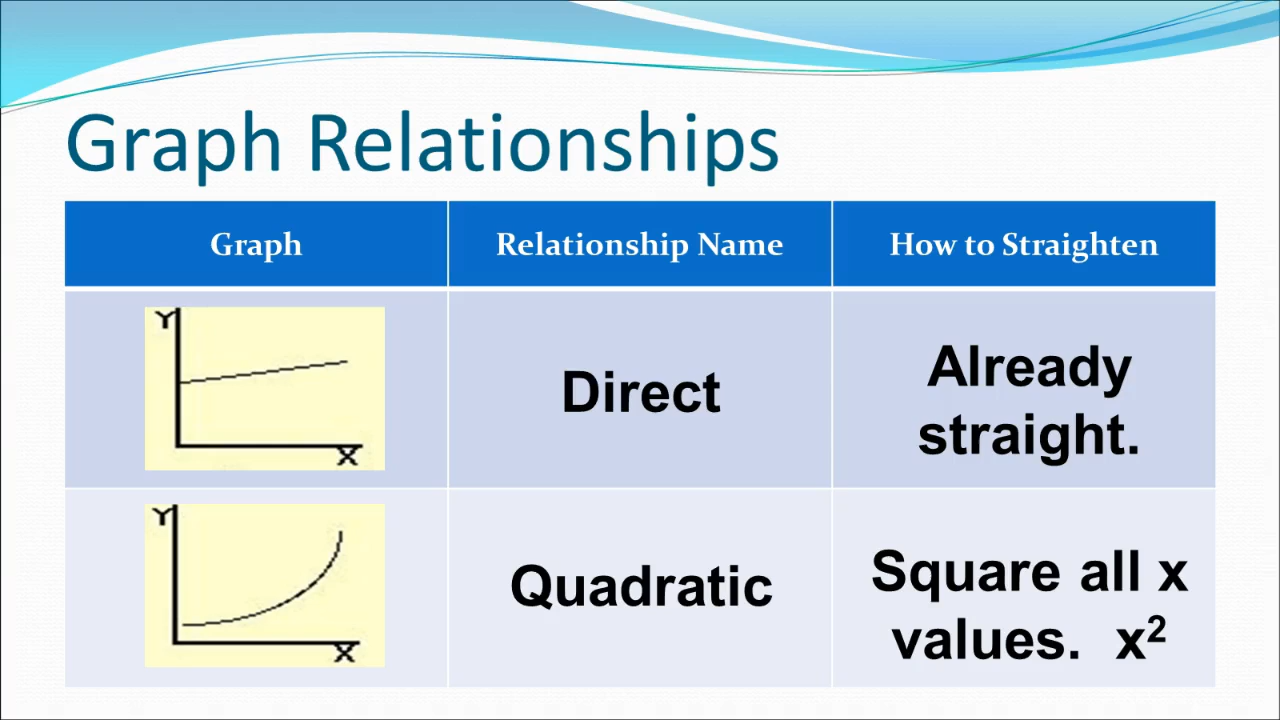 Graph Relationships
Graph
Relationship Name
How to Straighten
Y
X
Direct
Already
straight.
Y
X
Quadratic
Square all x
values. x²